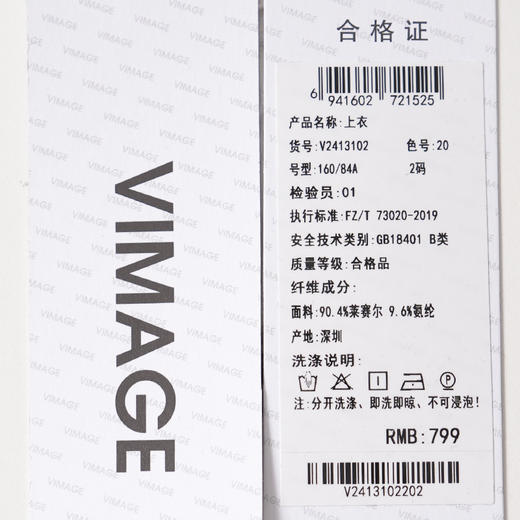 VIMAGE
合格证
6 941602 721525
产品名称:上衣
货号:V2413102 色号:20
号型:160/84A 2码
检验员:01
执行标准:FZ/T 73020-2019
安全技术类别:GB18401 B类
质量等级:合格品
纤维成分:
面料:90.4%莱赛尔 9.6%氨纶
产地:深圳
洗涤说明:
注:分开洗涤、即洗即晾、不可浸泡!
RMB:799
V2413102202